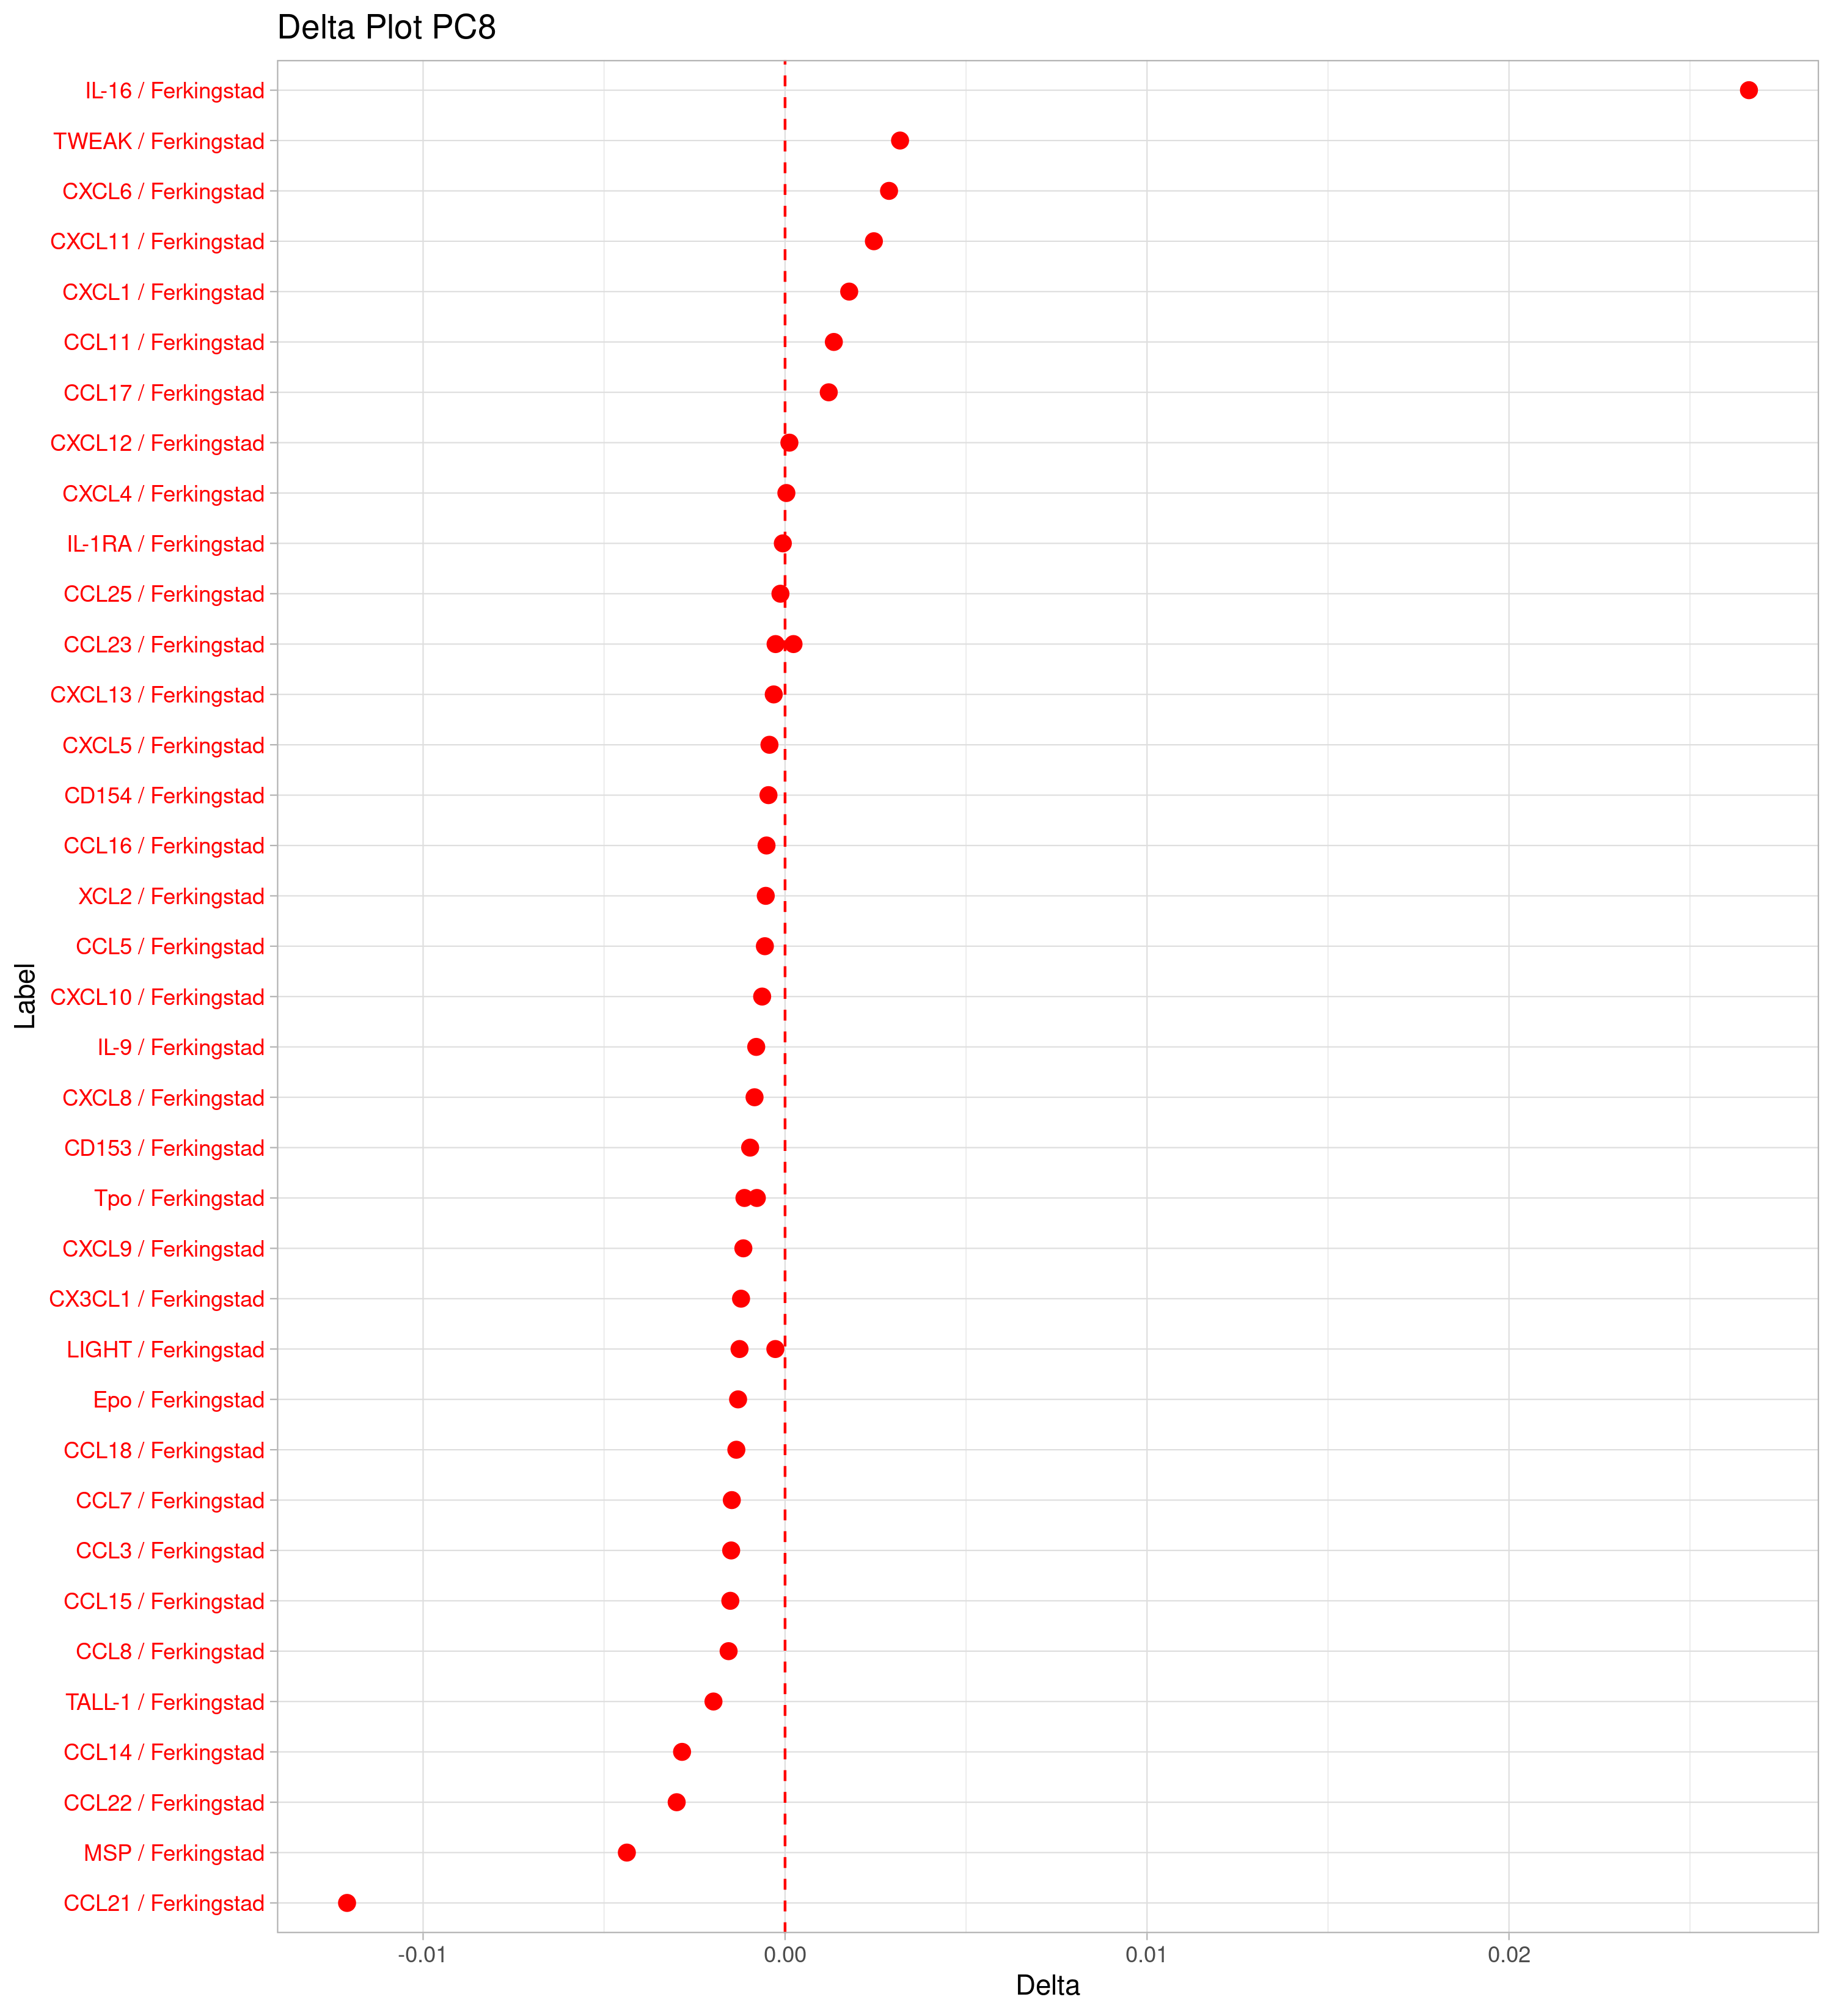 Delta Plot PC8
IL-16 / Ferkingstad
TWEAK / Ferkingstad
CXCL6 / Ferkingstad
CXCL11 / Ferkingstad
CXCL1 / Ferkingstad
CCL11 / Ferkingstad
CCL17 / Ferkingstad
CXCL12 / Ferkingstad
CXCL4 / Ferkingstad
IL-1RA / Ferkingstad
CCL25 / Ferkingstad
CCL23 / Ferkingstad
CXCL13 / Ferkingstad
CXCL5 / Ferkingstad
CD154 / Ferkingstad
CCL16 / Ferkingstad
XCL2 / Ferkingstad
CCL5 / Ferkingstad
CXCL10 / Ferkingstad
IL-9 / Ferkingstad
CXCL8 / Ferkingstad
CD153 / Ferkingstad
Tpo / Ferkingstad
CXCL9 / Ferkingstad
CX3CL1 / Ferkingstad
LIGHT / Ferkingstad
Epo / Ferkingstad
CCL18 / Ferkingstad
CCL7 / Ferkingstad
CCL3 / Ferkingstad
CCL15 / Ferkingstad
CCL8 / Ferkingstad
TALL-1 / Ferkingstad
CCL14 / Ferkingstad
CCL22 / Ferkingstad
MSP / Ferkingstad
CCL21 / Ferkingstad
Label
-0.01 0.00 0.01 0.02
Delta